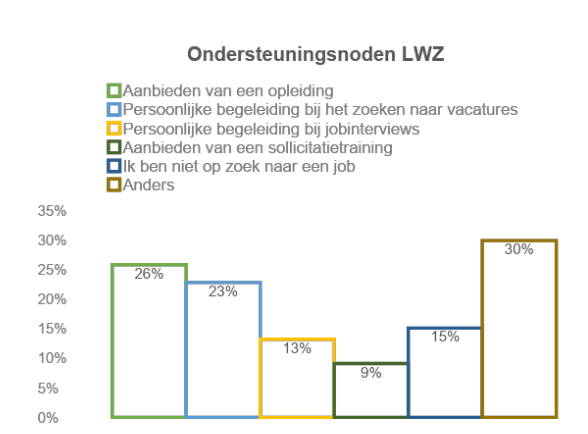 Ondersteuningsnoden LWZ
Aanbieden van een opleiding
Persoonlijke begeleiding bij het zoeken naar vacatures
Persoonlijke begeleiding bij jobinterviews
Aanbieden van een sollicitatietraining
Ik ben niet op zoek naar een job
Anders
35%
30%
25%
20%
15%
10%
5%
0%
26%
23%
13%
9%
15%
30%